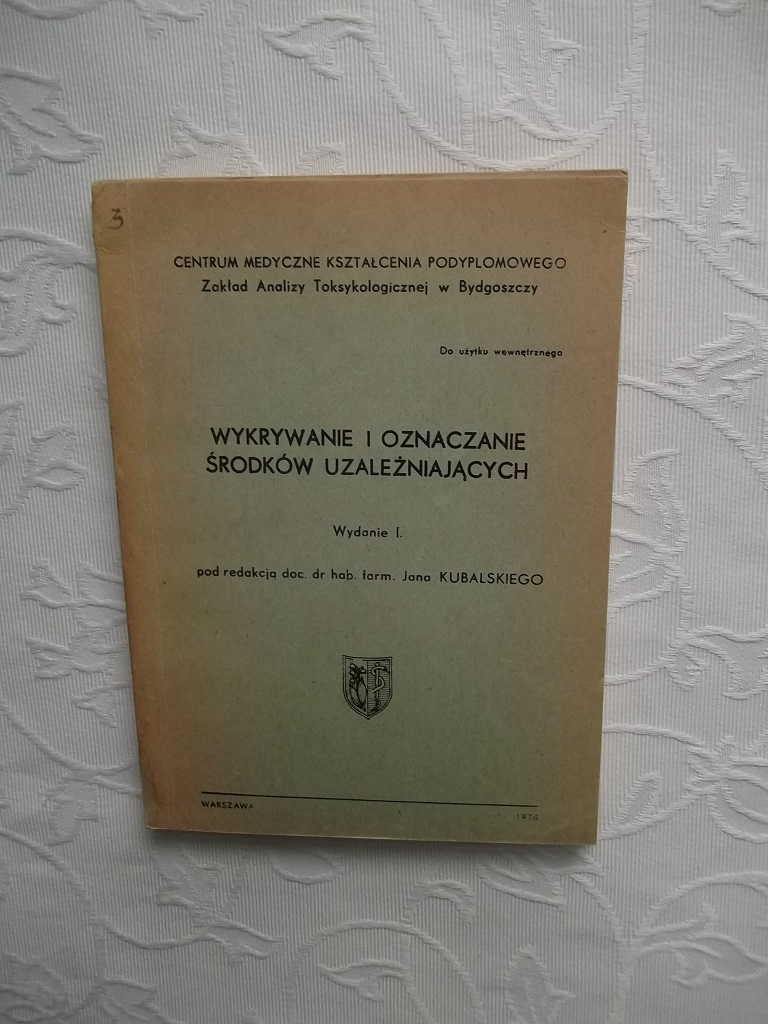 3
CENTRUM MEDYCZNE KSZTAŁCENIA PODYPLOMOWEGO
Zakład Analizy Toksykologicznej w Bydgoszczy
Do użytku wewnętrznego
WYKRYWANIE I OZNACZANIE
ŚRODKÓW UZALEŻNIAJĄCYCH
Wydanie I.
pod redakcją doc. dr hab. farm. Jana KUBALSKIEGO
WARSZAWA
1978